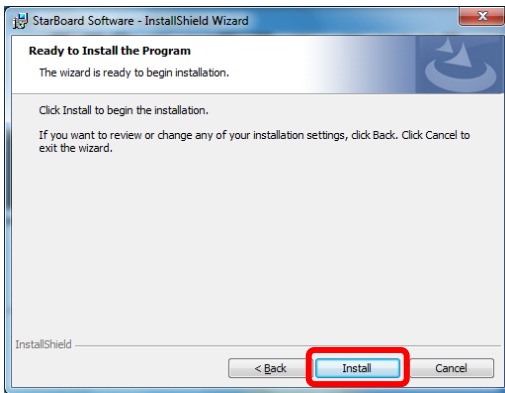 StarBoard Software - InstallShield Wizard
Ready to Install the Program
The wizard is ready to begin installation.
Click Install to begin the installation.
If you want to review or change any of your installation settings, click Back. Click Cancel to
exit the wizard.
InstallShield
< Back Install Cancel